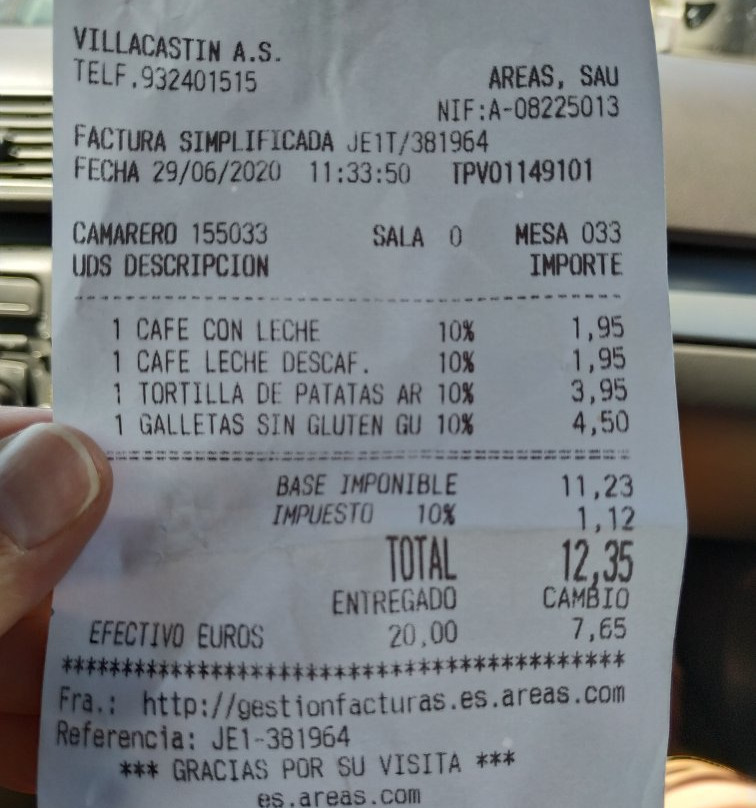 VILLACASTIN A.S.
TELF.932401515
AREAS, SAU
NIF:A-08225013
FACTURA SIMPLIFICADA JE1T/381964
FECHA 29/06/2020 11:33:50 TPV01149101
CAMARERO 155033 SALA 0 MESA 033
UDS DESCRIPCION IMPORTE
1 CAFE CON LECHE 10% 1,95
1 CAFE LECHE DESCAF. 10% 1,95
1 TORTILLA DE PATATAS AR 10% 3,95
1 GALLETAS SIN GLUTEN GU 10% 4,50
BASE IMPONIBLE 11,23
IMPUESTO 10% 1,12
TOTAL 12,35
ENTREGADO CAMBIO
EFECTIVO EUROS 20,00 7,65
********************************************
Fra.: http://gestionfacturas.es.areas.com
Referencia: JE1-381964
*** GRACIAS POR SU VISITA ***
es.areas.com